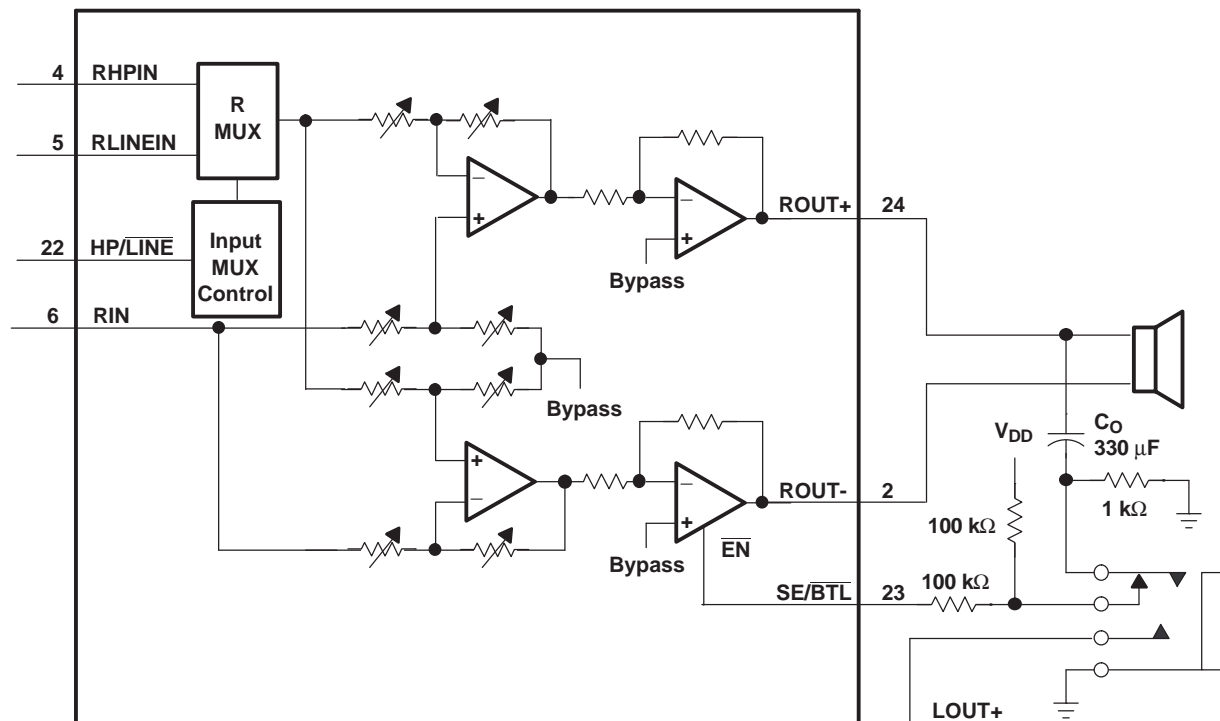 4 RHPIN
R
MUX
5 RLINEIN
− 
+
−
+
ROUT+ 24
Bypass
22 HP/LINE
Input
MUX
Control
6 RIN
Bypass
VDD
CO
330 μF
1 kΩ
+
−
−
+
ROUT- 2
EN
Bypass
100 kΩ
SE/BTL 23
100 kΩ
LOUT+